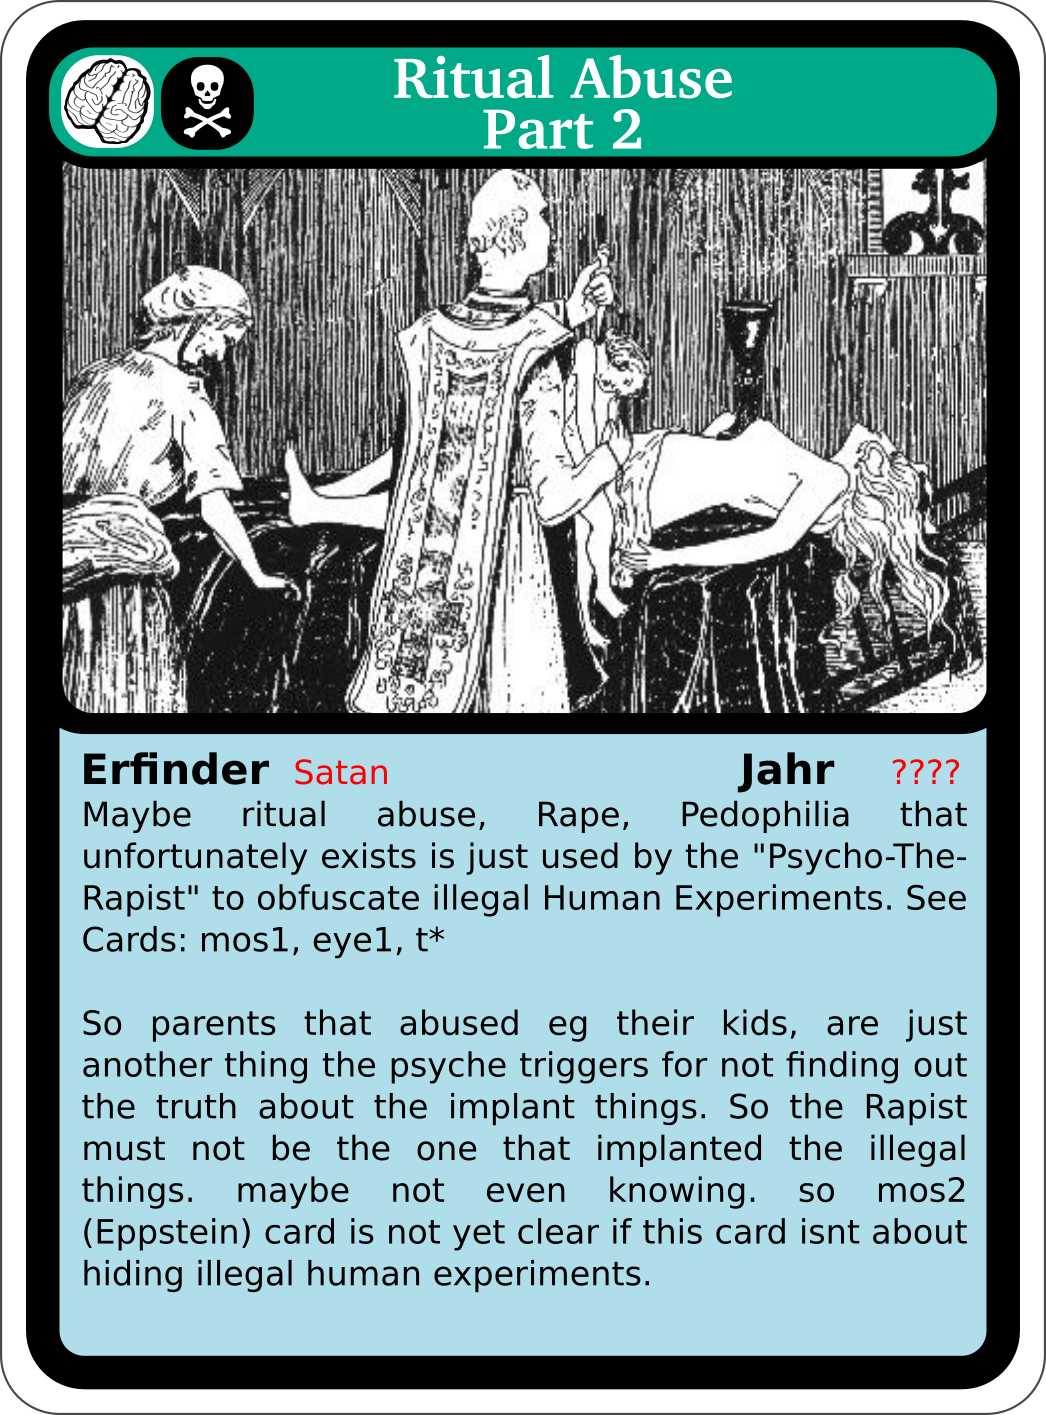 Ritual Abuse
Part 2
Erfinder Satan Jahr ????
Maybe ritual abuse, Rape, Pedophilia that
unfortunately exists is just used by the "Psycho-The-
Rapist" to obfuscate illegal Human Experiments. See
Cards: mos1, eye1, t*
So parents that abused eg their kids, are just
another thing the psyche triggers for not finding out
the truth about the implant things. So the Rapist
must not be the one that implanted the illegal
things. maybe not even knowing. so mos2
(Eppstein) card is not yet clear if this card isnt about
hiding illegal human experiments.